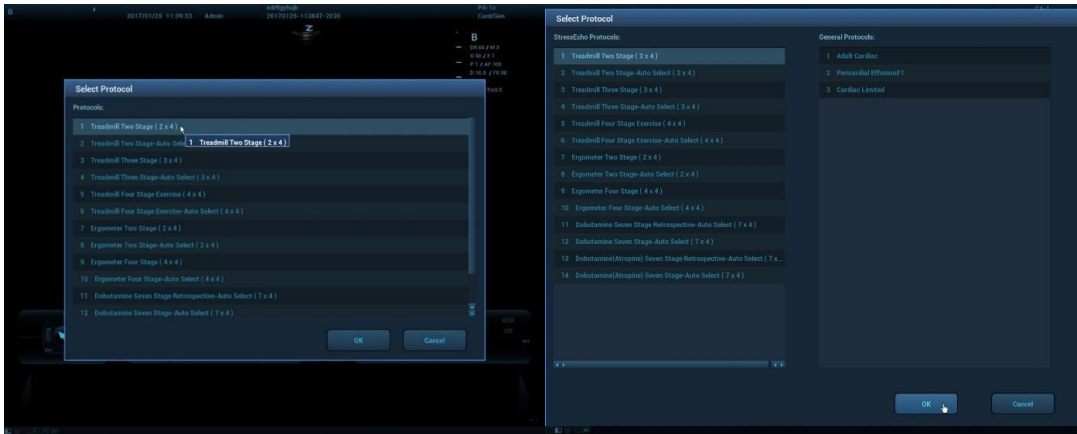 B
2017/01/25 11:39:33 Admin
edrftgyhujk
20170125-113847-2E30
P4-1s
Card/Gen
Z
B
P 1 / AP 100
Select Protocol
Protocols:
1 Treadmill Two Stage ( 2 x 4 )
2 Treadmill Two Stage-Auto Sele
1 Treadmill Two Stage ( 2 x 4 )
3 Treadmill Three Stage ( 3 x 4 )
4 Treadmill Three Stage-Auto Select ( 3 x 4 )
5 Treadmill Four Stage Exercise ( 4 x 4 )
6 Treadmill Four Stage Exercise-Auto Select ( 4 x 4 )
7 Ergometer Two Stage ( 2 x 4 )
8 Ergometer Two Stage-Auto Select ( 2 x 4 )
9 Ergometer Four Stage ( 4 x 4 )
10 Ergometer Four Stage-Auto Select ( 4 x 4 )
11 Dobutamine Seven Stage Retrospective-Auto Select ( 7 x 4 )
12 Dobutamine Seven Stage-Auto Select ( 7 x 4 )
OK Cancel
Select Protocol
StressEcho Protocols:
1 Treadmill Two Stage ( 2 x 4 )
2 Treadmill Two Stage-Auto Select ( 2 x 4 )
3 Treadmill Three Stage ( 3 x 4 )
4 Treadmill Three Stage-Auto Select ( 3 x 4 )
5 Treadmill Four Stage Exercise ( 4 x 4 )
6 Treadmill Four Stage Exercise-Auto Select ( 4 x 4 )
7 Ergometer Two Stage ( 2 x 4 )
8 Ergometer Two Stage-Auto Select ( 2 x 4 )
9 Ergometer Four Stage ( 4 x 4 )
10 Ergometer Four Stage-Auto Select ( 4 x 4 )
11 Dobutamine Seven Stage Retrospective-Auto Select ( 7 x 4 )
12 Dobutamine Seven Stage-Auto Select ( 7 x 4 )
13 Dobutamine(Atropine) Seven Stage Retrospective-Auto Select ( 7 x...
14 Dobutamine(Atropine) Seven Stage-Auto Select ( 7 x 4 )
General Protocols:
1 Adult Cardiac
2 Pericardial Effusion#1
3 Cardiac Limited
OK Cancel